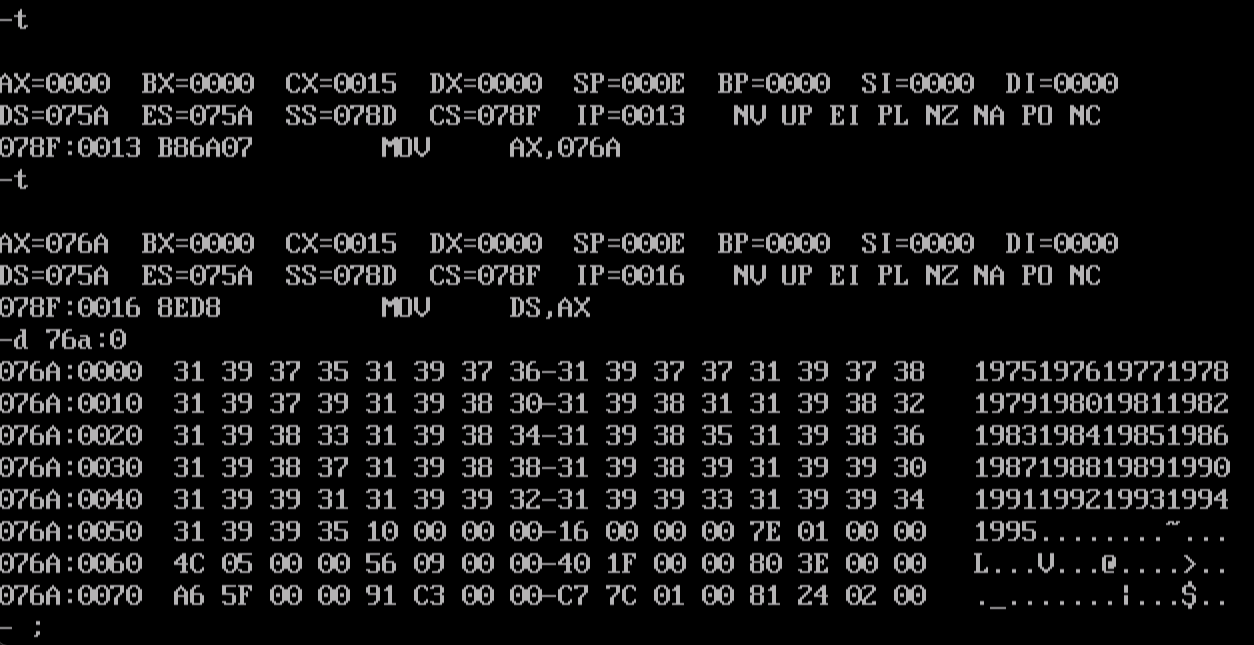 -t
AX=0000  BX=0000  CX=0015  DX=0000  SP=000E  BP=0000  SI=0000  DI=0000
DS=075A  ES=075A  SS=078D  CS=078F  IP=0013   NV UP EI PL NZ NA PO NC
078F:0013 B86A07        MOV     AX,076A
-t
AX=076A  BX=0000  CX=0015  DX=0000  SP=000E  BP=0000  SI=0000  DI=0000
DS=075A  ES=075A  SS=078D  CS=078F  IP=0016   NV UP EI PL NZ NA PO NC
078F:0016 8ED8          MOV     DS,AX
-d 76a:0
076A:0000  31 39 37 35 31 39 37 36-31 39 37 37 31 39 37 38   1975197619771978
076A:0010  31 39 37 39 31 39 38 30-31 39 38 31 31 39 38 32   1979198019811982
076A:0020  31 39 38 33 31 39 38 34-31 39 38 35 31 39 38 36   1983198419851986
076A:0030  31 39 38 37 31 39 38 38-31 39 38 39 31 39 39 30   1987198819891990
076A:0040  31 39 39 31 31 39 39 32-31 39 39 33 31 39 39 34   1991199219931994
076A:0050  31 39 39 35 10 00 00 00-16 00 00 00 7E 01 00 00   1995........~...
076A:0060  4C 05 00 00 56 09 00 00-40 1F 00 00 80 3E 00 00   L...V...@....>..
076A:0070  A6 5F 00 00 91 C3 00 00-C7 7C 01 00 81 24 02 00   ._.......|...$..
- ;